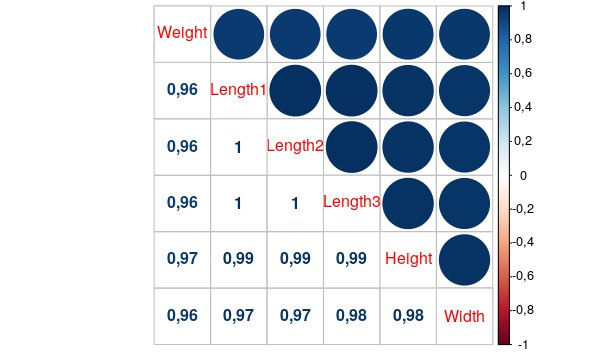 Weight
0,96 Length1
0,96 1 Length2
0,96 1 1 Length3
0,97 0,99 0,99 0,99 Height
0,96 0,97 0,97 0,98 0,98 Width
1
0,8
0,6
0,4
0,2
0
-0,2
-0,4
-0,6
-0,8
-1